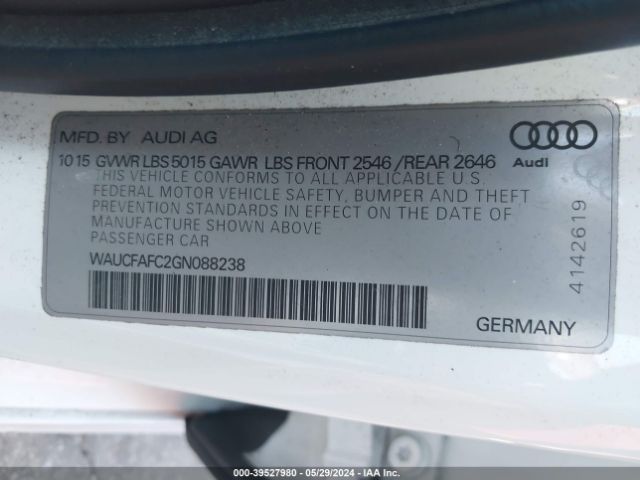 MFD. BY AUDI AG
10 15 GVWR LBS 5015 GAWR LBS FRONT 2546 / REAR 2646
THIS VEHICLE CONFORMS TO ALL APPLICABLE U.S.
FEDERAL MOTOR VEHICLE SAFETY, BUMPER AND THEFT
PREVENTION STANDARDS IN EFFECT ON THE DATE OF
MANUFACTURE SHOWN ABOVE
PASSENGER CAR
WAUCFAFC2GN088238
Audi
4142619
GERMANY
000-39527980 - 05/29/2024 - IAA Inc.